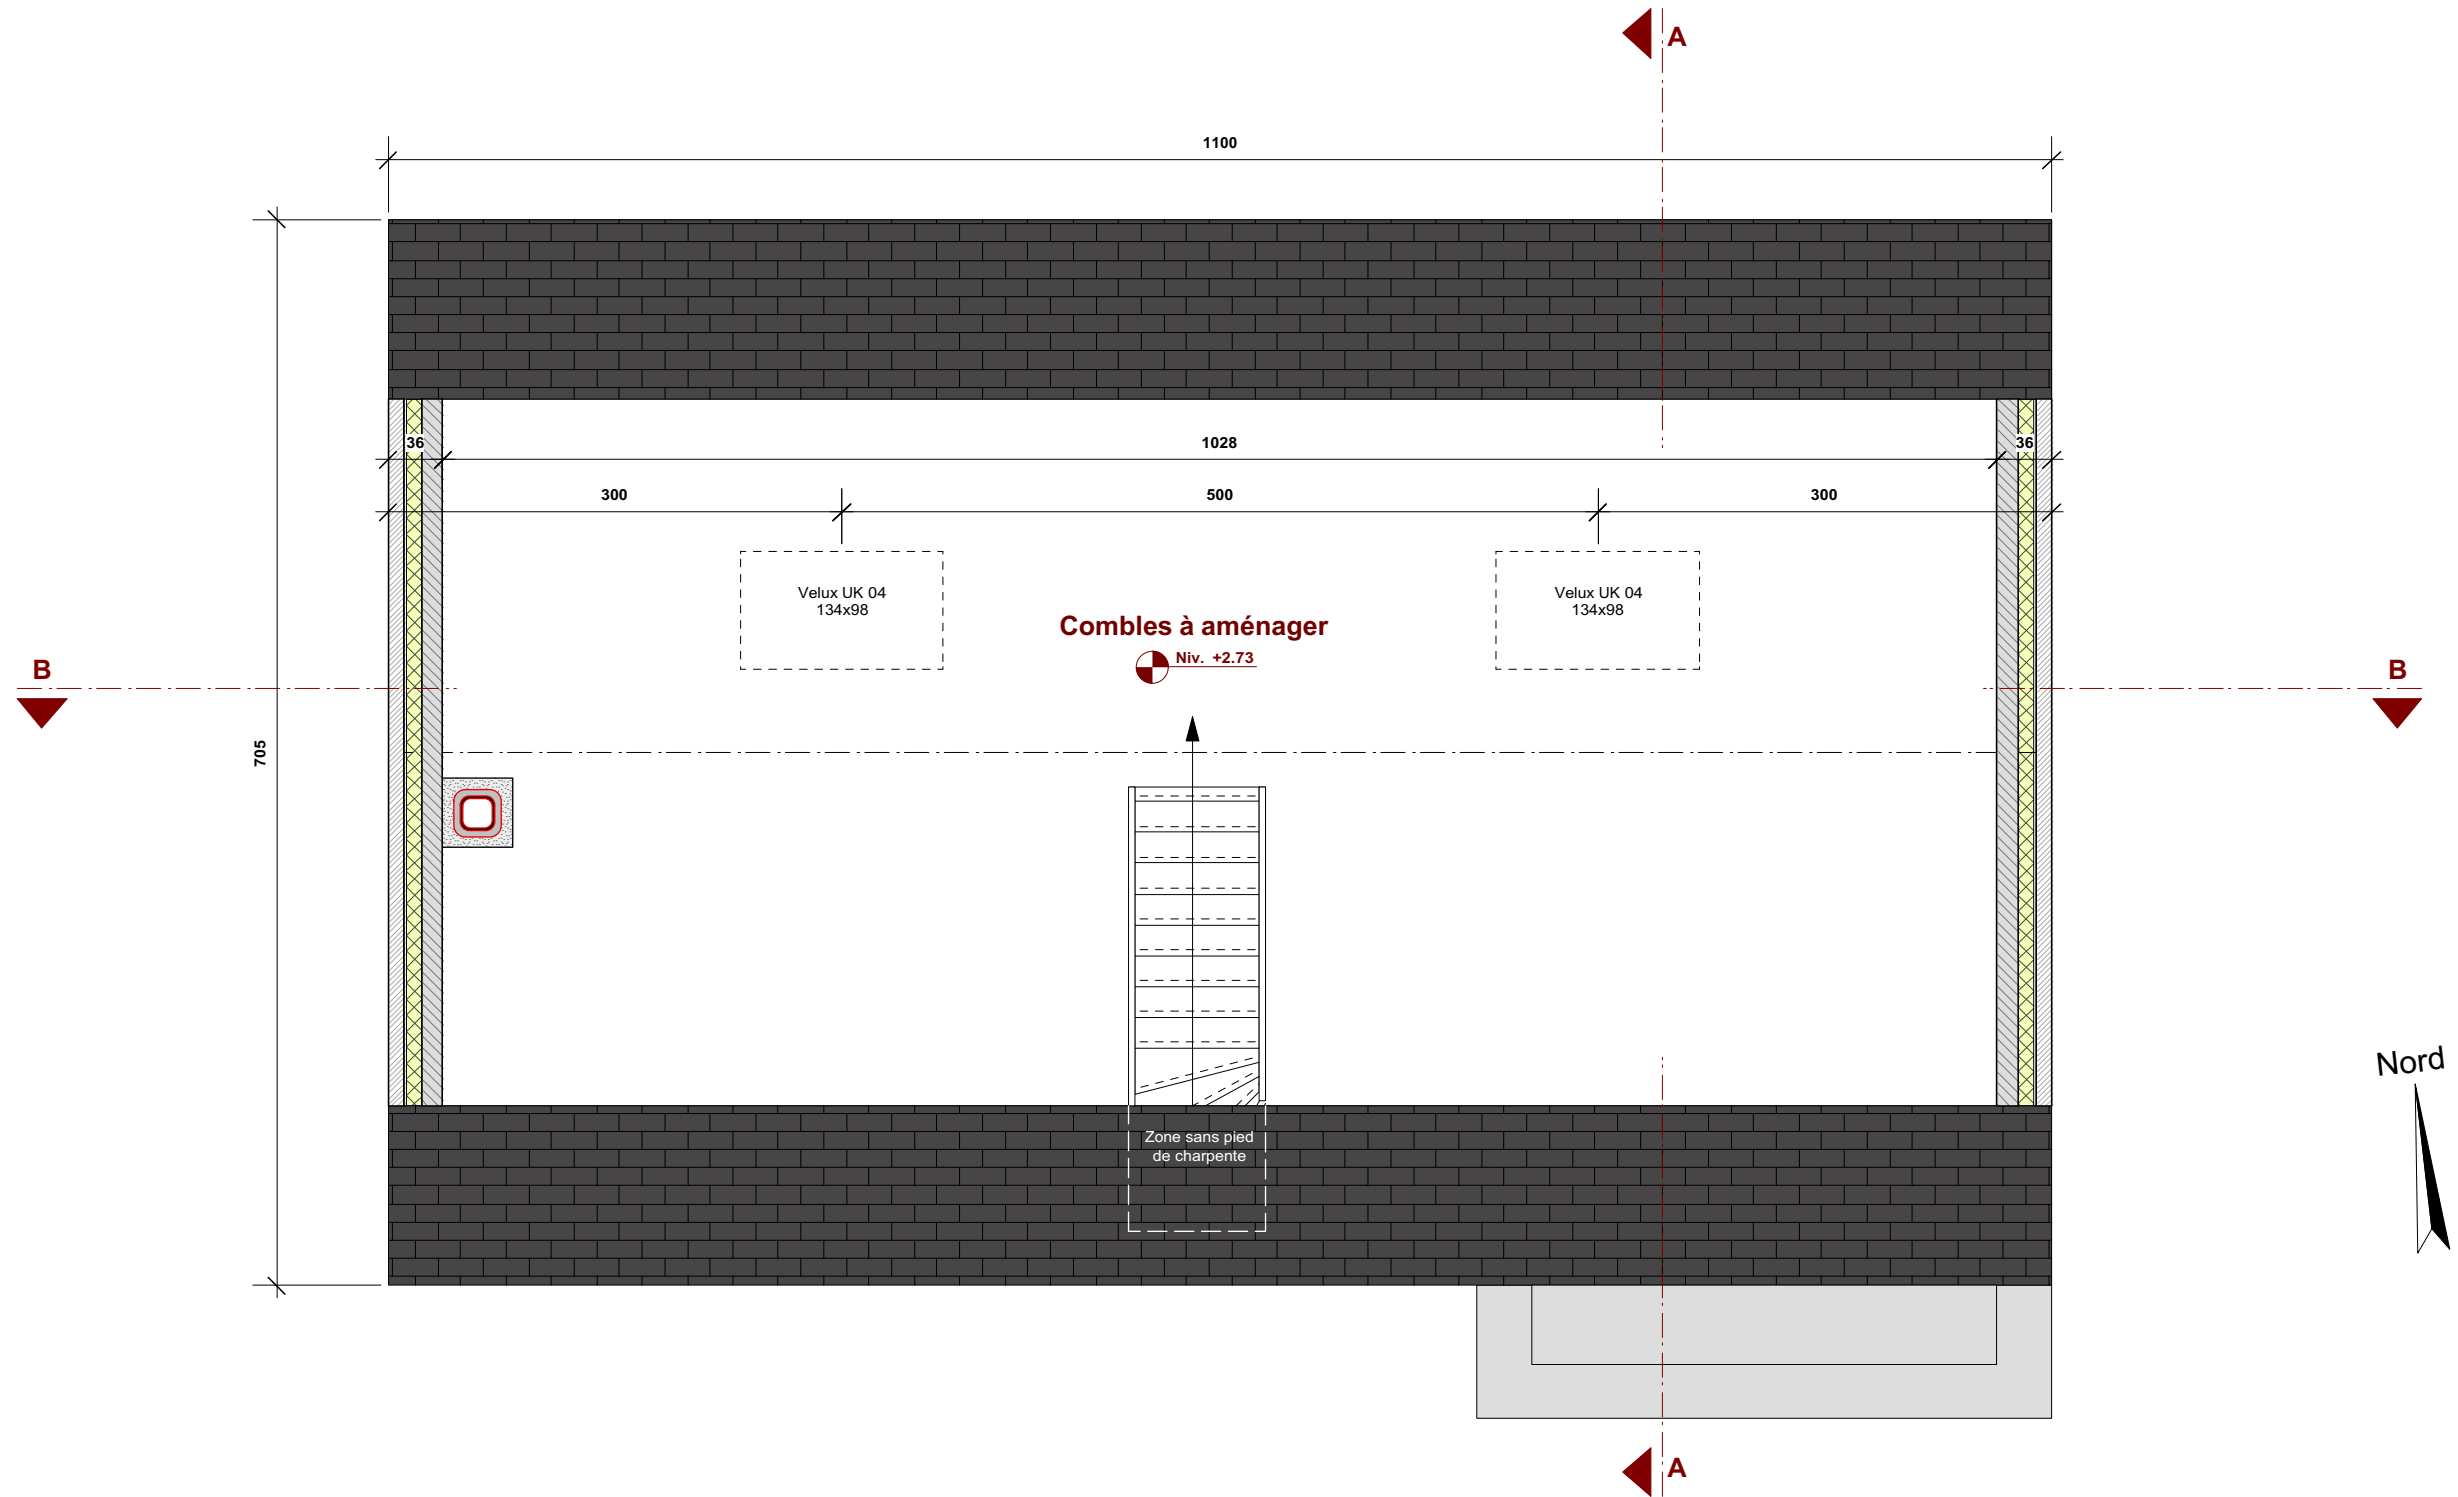 A
1100
36
1028
36
300
500
300
Velux UK 04
134x98
Velux UK 04
134x98
Combles à aménager
Niv. +2.73
B
B
705
Nord
Zone sans pied
de charpente
A